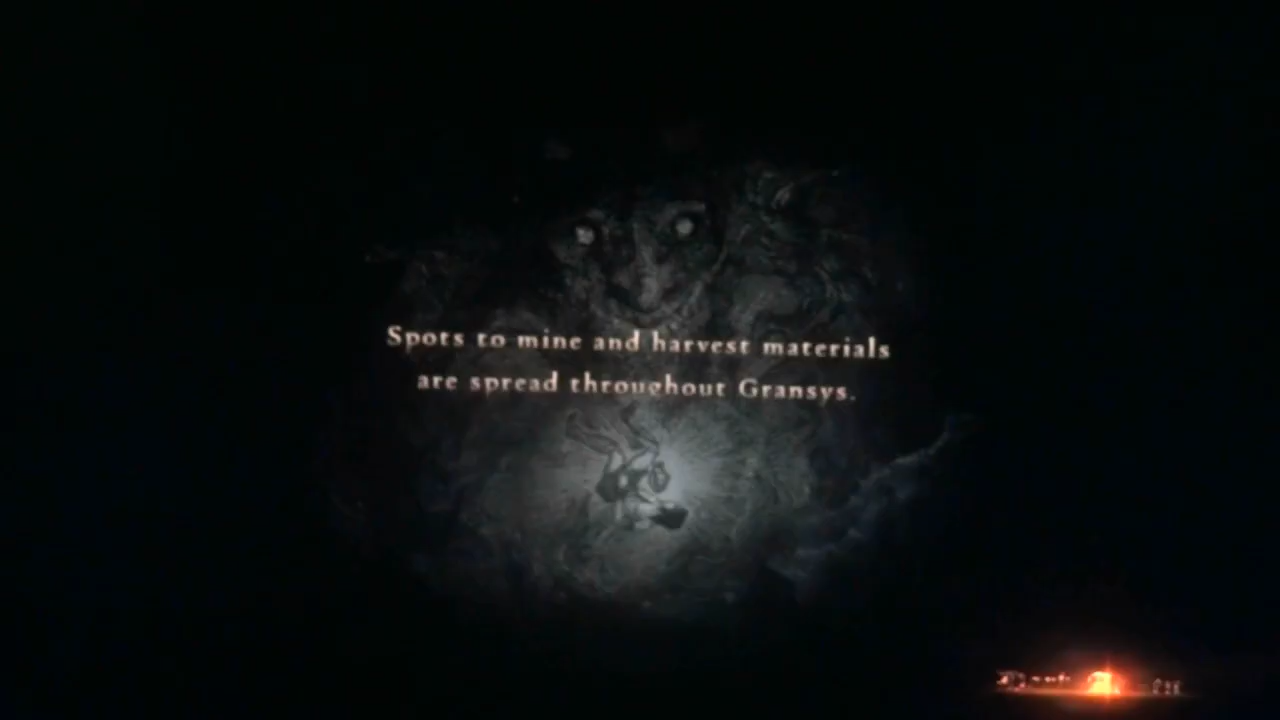 Spots to mine and harvest materials
are spread throughout Gransys.